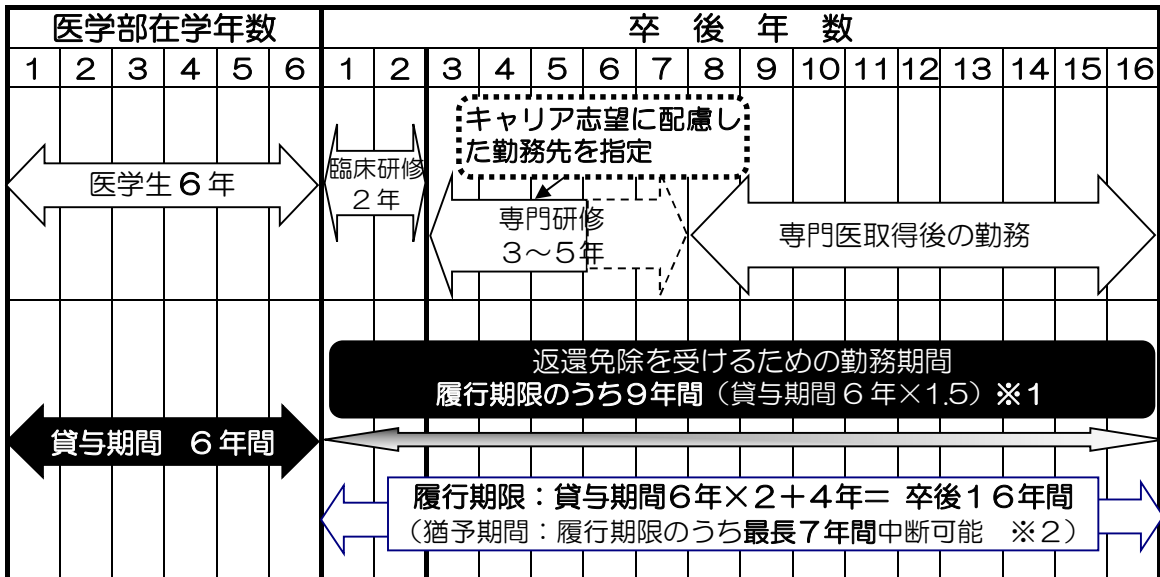 医学部在学年数
卒後年数
１ ２ ３ ４ ５ ６ １ ２ ３ ４ ５ ６ ７ ８ ９ 10 11 12 13 14 15 16
キャリア志望に配慮し
た勤務先を指定
医学生６年
臨床研修
２年
専門研修
３～５年
専門医取得後の勤務
返還免除を受けるための勤務期間
履行期限のうち９年間（貸与期間６年×1.5）※１
貸与期間　６年間
履行期限：貸与期間６年×２＋４年＝ 卒後１６年間
（猶予期間：履行期限のうち最長７年間中断可能　※２）